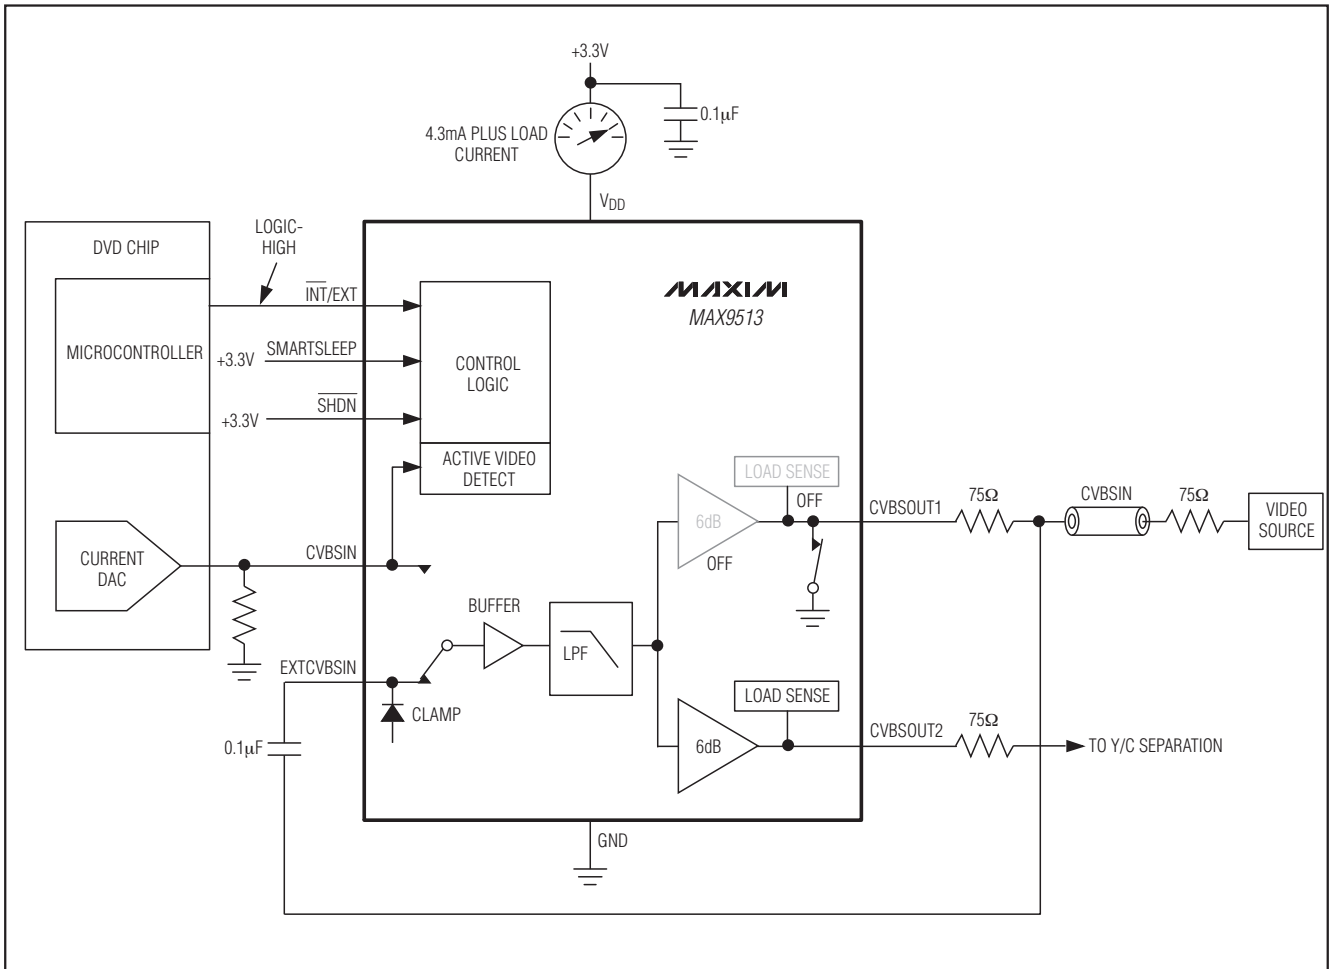 +3.3V
0.1µF
4.3mA PLUS LOAD
CURRENT
VDD
DVD CHIP
LOGIC-
HIGH
MICROCONTROLLER
INT/EXT
+3.3V
SMARTSLEEP
+3.3V
SHDN
CONTROL
LOGIC
ACTIVE VIDEO
DETECT
MAXIM
MAX9513
CURRENT
DAC
CVBSIN
EXTCVBSIN
0.1µF
CLAMP
BUFFER
LPF
LOAD SENSE
OFF
6dB
OFF
CVBSOUT1
75Ω
CVBSIN
75Ω
VIDEO
SOURCE
LOAD SENSE
6dB
CVBSOUT2
75Ω
TO Y/C SEPARATION
GND